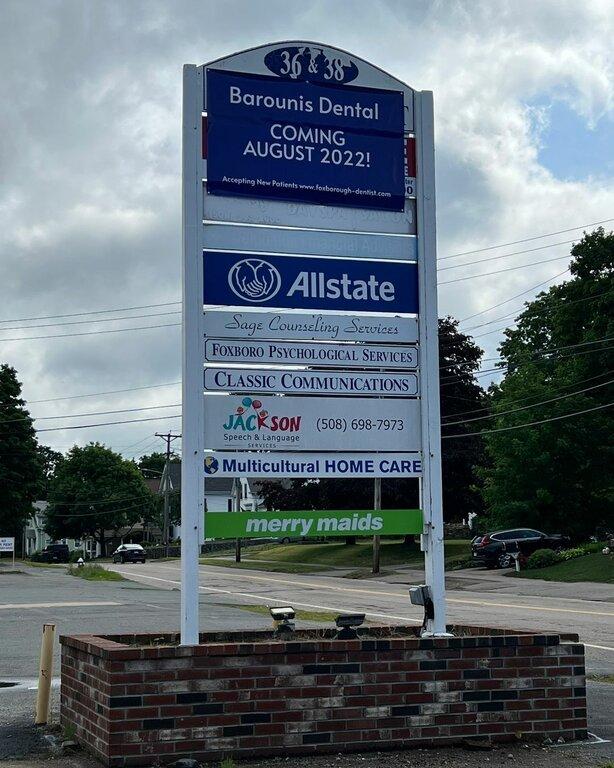 36 & 38
Barounis Dental
COMING
AUGUST 2022!
Accepting New Patients www.foxborough-dentist.com
Allstate
Sage Counseling Services
FOXBORO PSYCHOLOGICAL SERVICES
CLASSIC COMMUNICATIONS
JACKSON
Speech & Language
SERVICES
(508) 698-7973
Multicultural HOME CARE
merry maids